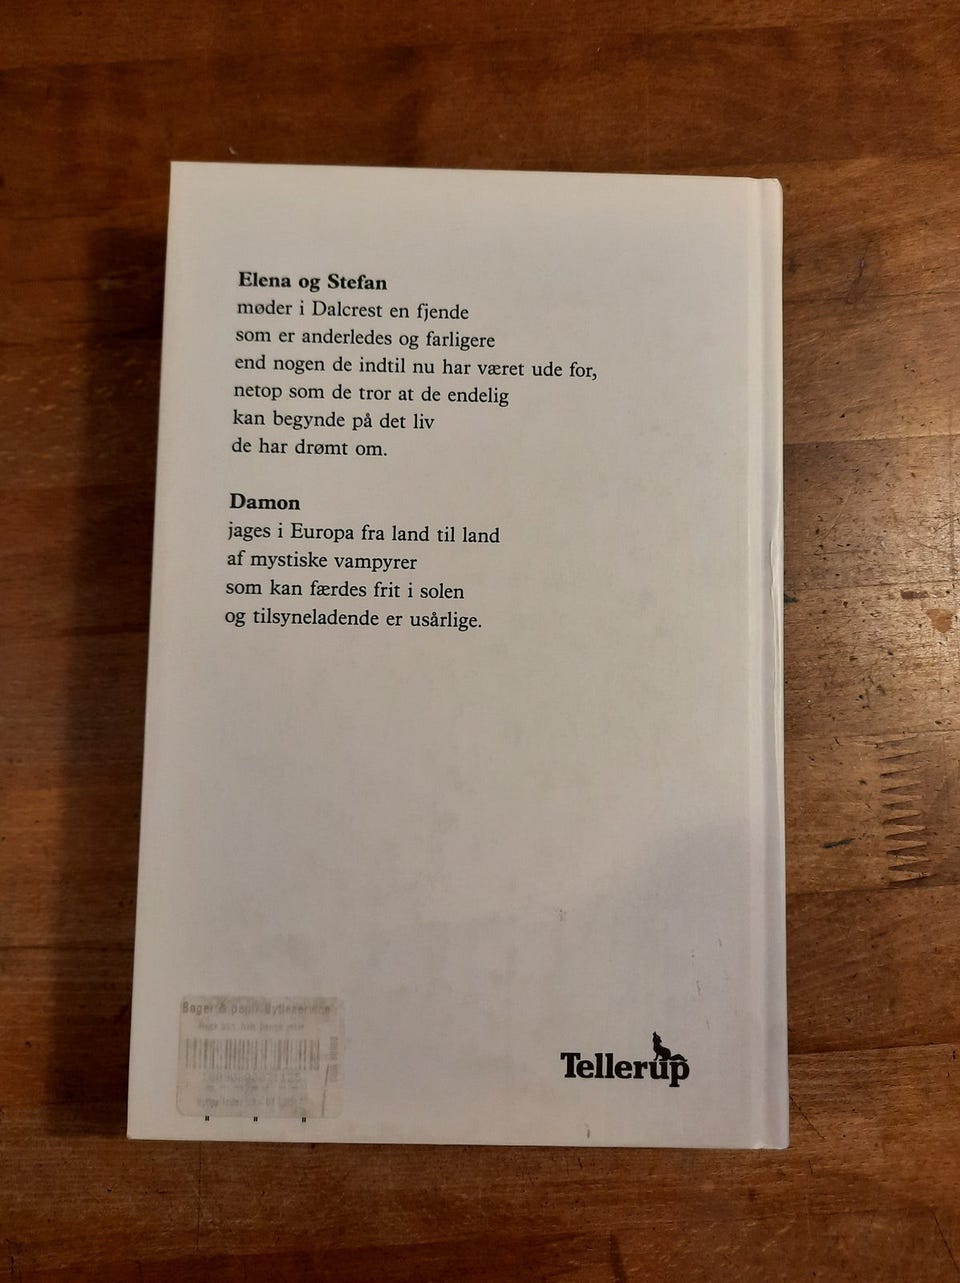 Elena og Stefan
møder i Dalcrest en fjende
som er anderledes og farligere
end nogen de indtil nu har været ude for,
netop som de tror at de endelig
kan begynde på det liv
de har drømt om.
Damon
jages i Europa fra land til land
af mystiske vampyrer
som kan færdes frit i solen
og tilsyneladende er usårlige.
Bøger & papir Bytteservice
Tellerup